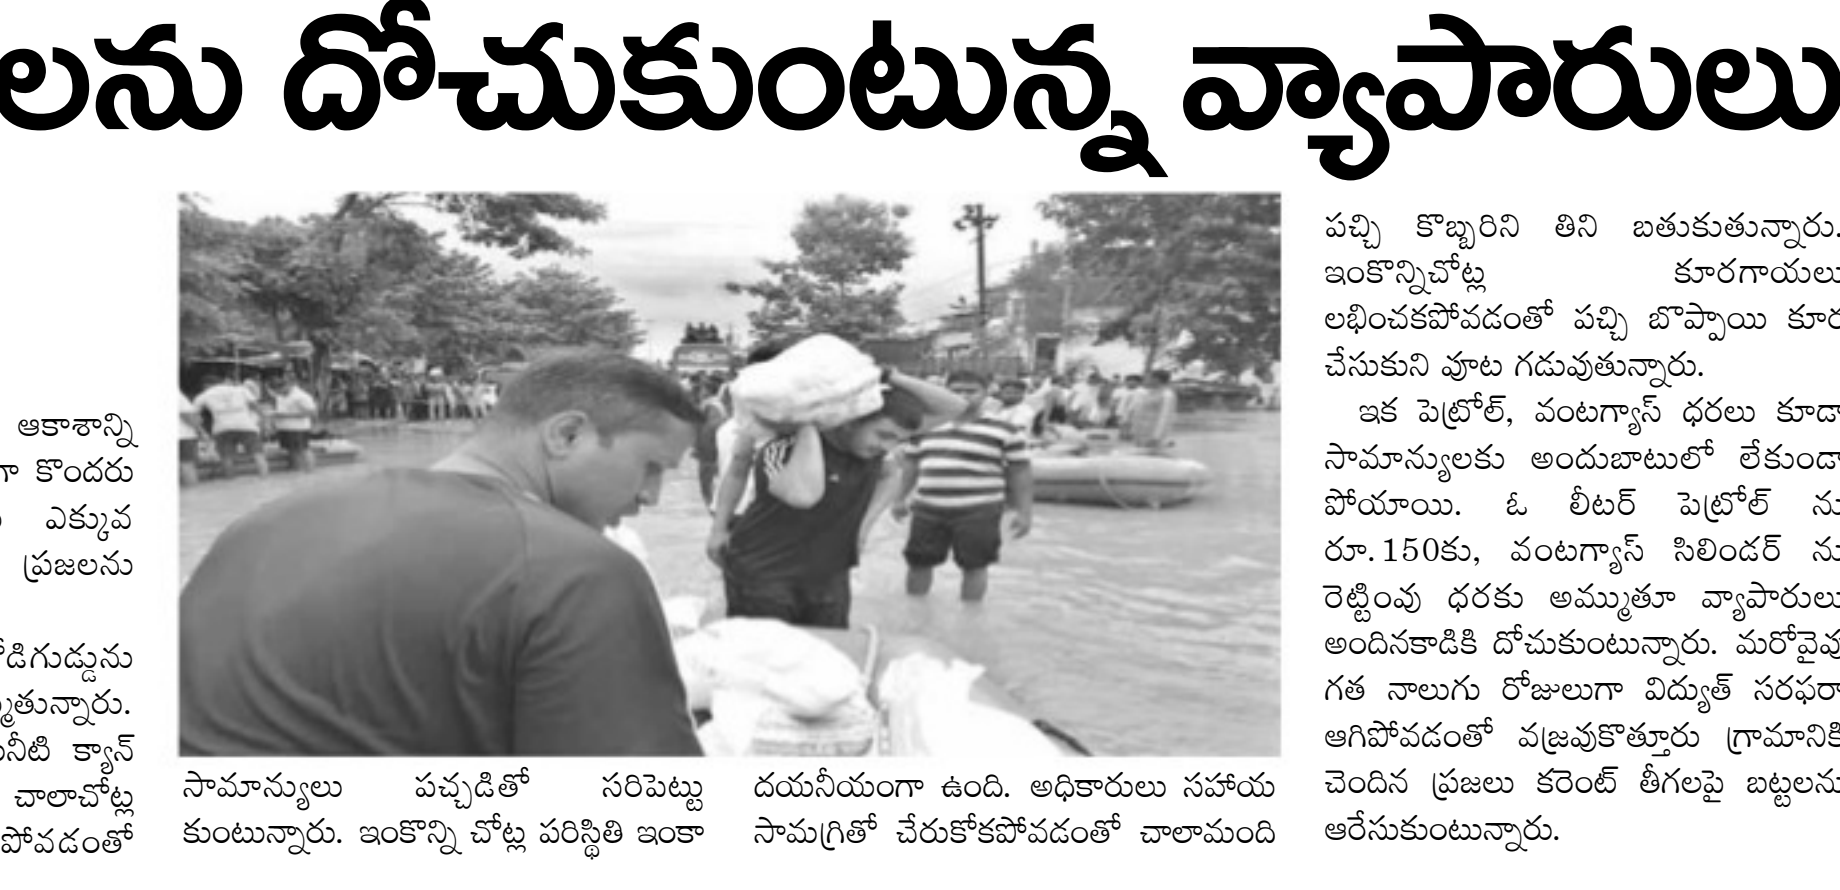 లను దోచుకుంటున్న వ్యాపారులు
ఆకాశాన్ని
గా కొందరు
ఎక్కువ
ప్రజలను
కోడిగుడ్డును
మ్ముతున్నారు.
నీటి క్యాన్
చాలాచోట్ల
పోవడంతో
సామాన్యులు పచ్చడితో సరిపెట్టు
కుంటున్నారు. ఇంకొన్ని చోట్ల పరిస్థితి ఇంకా
దయనీయంగా ఉంది. అధికారులు సహాయ
సామగ్రితో చేరుకోకపోవడంతో చాలామంది
పచ్చి కొబ్బరిని తిని బతుకుతున్నారు.
ఇంకొన్నిచోట్ల కూరగాయలు
లభించకపోవడంతో పచ్చి బొప్పాయి కూర
చేసుకుని పూట గడువుతున్నారు.
ఇక పెట్రోల్, వంటగ్యాస్ ధరలు కూడా
సామాన్యులకు అందుబాటులో లేకుండా
పోయాయి. ఓ లీటర్ పెట్రోల్ ను
రూ.150కు, వంటగ్యాస్ సిలిండర్ ను
రెట్టింపు ధరకు అమ్ముతూ వ్యాపారులు
అందినకాడికి దోచుకుంటున్నారు. మరోవైపు
గత నాలుగు రోజులుగా విద్యుత్ సరఫరా
ఆగిపోవడంతో వజ్రపుకొత్తూరు గ్రామానికి
చెందిన ప్రజలు కరెంట్ తీగలపై బట్టలను
ఆరేసుకుంటున్నారు.